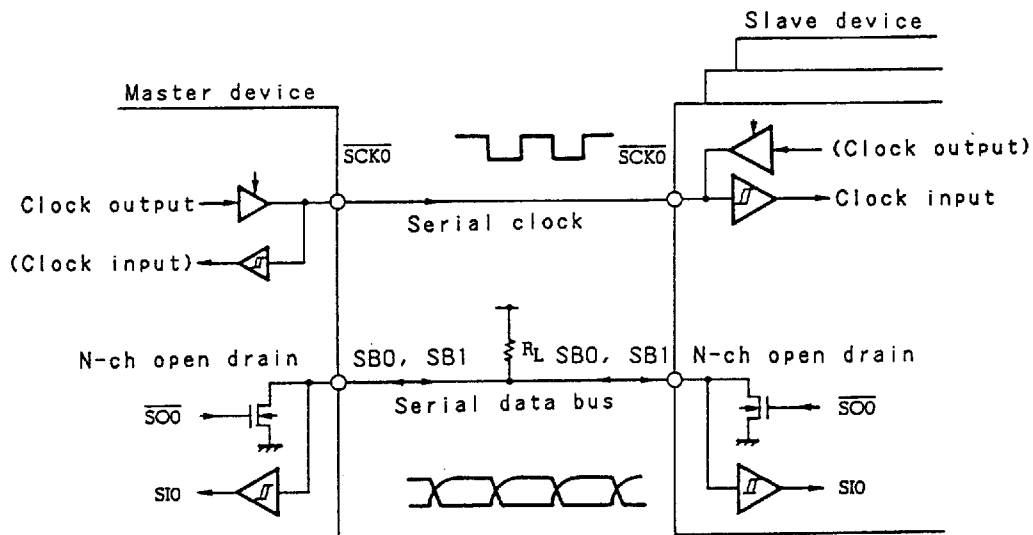 Slave device
Master device
SCK0
SCK0
(Clock output)
Clock output
Clock input
Serial clock
(Clock input)
N-ch open drain
SB0, SB1
RL
SB0, SB1
N-ch open drain
Serial data bus
SO0
SO0
SI0
SI0